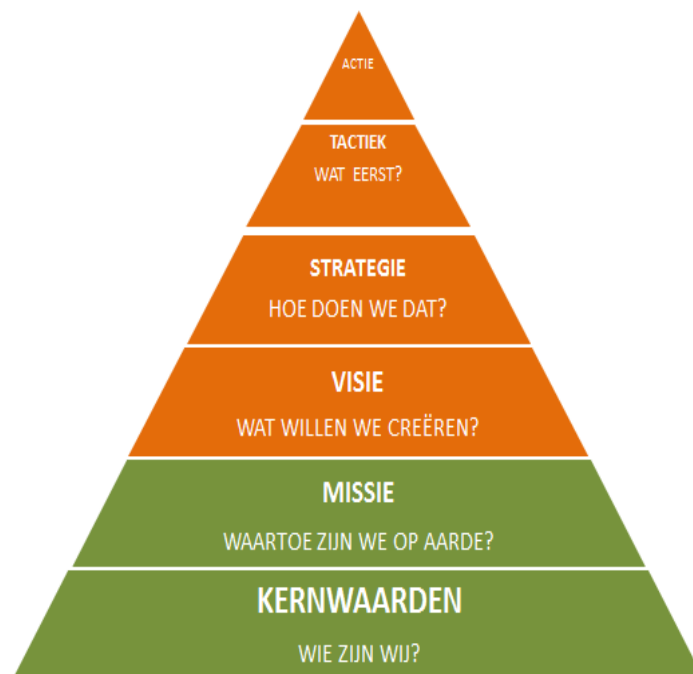 ACTIE
TACTIEK
WAT EERST?
STRATEGIE
HOE DOEN WE DAT?
VISIE
WAT WILLEN WE CREËREN?
MISSIE
WAARTOE ZIJN WE OP AARDE?
KERNWAARDEN
WIE ZIJN WIJ?